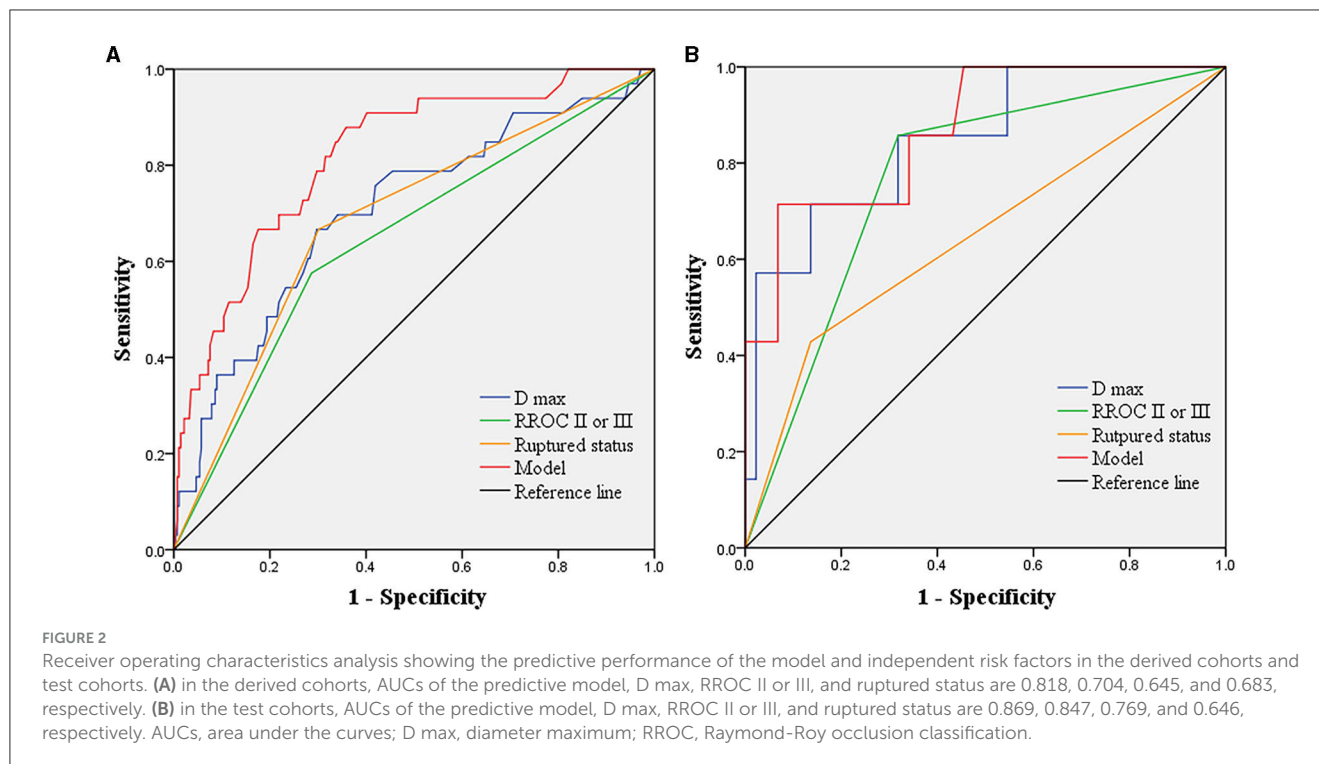 A
1.0
0.8
0.6
0.4
0.2
0.0
0.0 0.2 0.4 0.6 0.8 1.0
Sensitivity
1 - Specificity
D max
RROC II or III
Ruptured status
Model
Reference line
B
1.0
0.8
0.6
0.4
0.2
0.0
0.0 0.2 0.4 0.6 0.8 1.0
Sensitivity
1 - Specificity
D max
RROC II or III
Rutpured status
Model
Reference line
FIGURE 2
Receiver operating characteristics analysis showing the predictive performance of the model and independent risk factors in the derived cohorts and
test cohorts. (A) in the derived cohorts, AUCs of the predictive model, D max, RROC II or III, and ruptured status are 0.818, 0.704, 0.645, and 0.683,
respectively. (B) in the test cohorts, AUCs of the predictive model, D max, RROC II or III, and ruptured status are 0.869, 0.847, 0.769, and 0.646,
respectively. AUCs, area under the curves; D max, diameter maximum; RROC, Raymond-Roy occlusion classification.